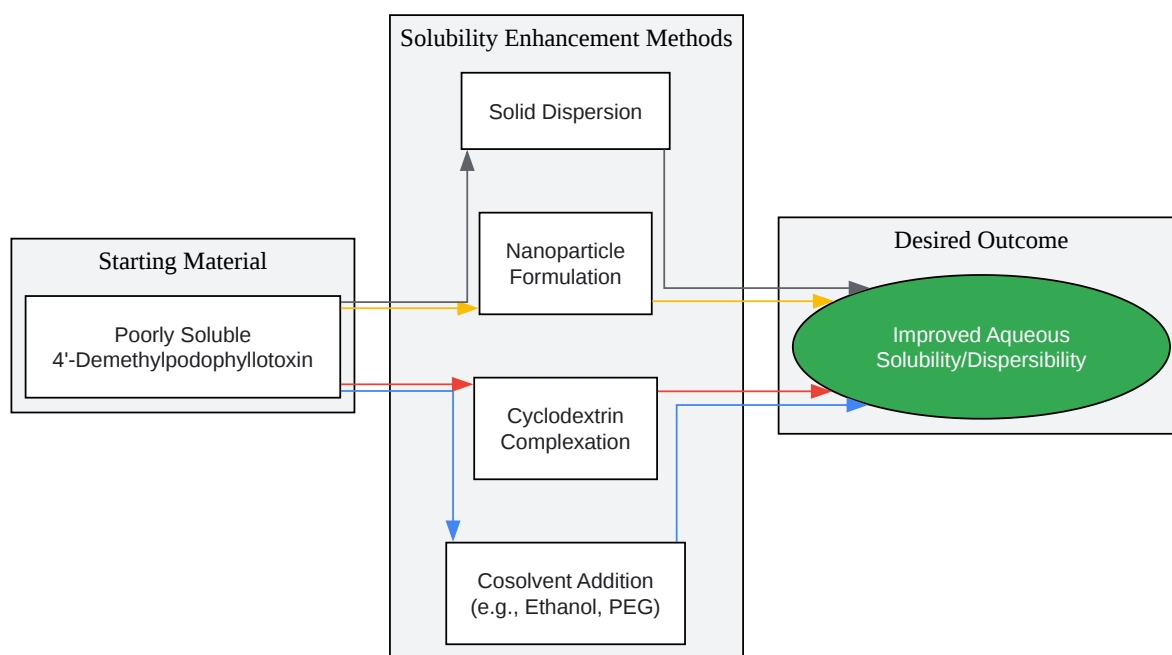 Starting Material
Poorly Soluble
4'-Demethylpodophyllotoxin
Solubility Enhancement Methods
Solid Dispersion
Nanoparticle
Formulation
Cyclodextrin
Complexation
Cosolvent Addition
(e.g., Ethanol, PEG)
Desired Outcome
Improved Aqueous
Solubility/Dispersibility